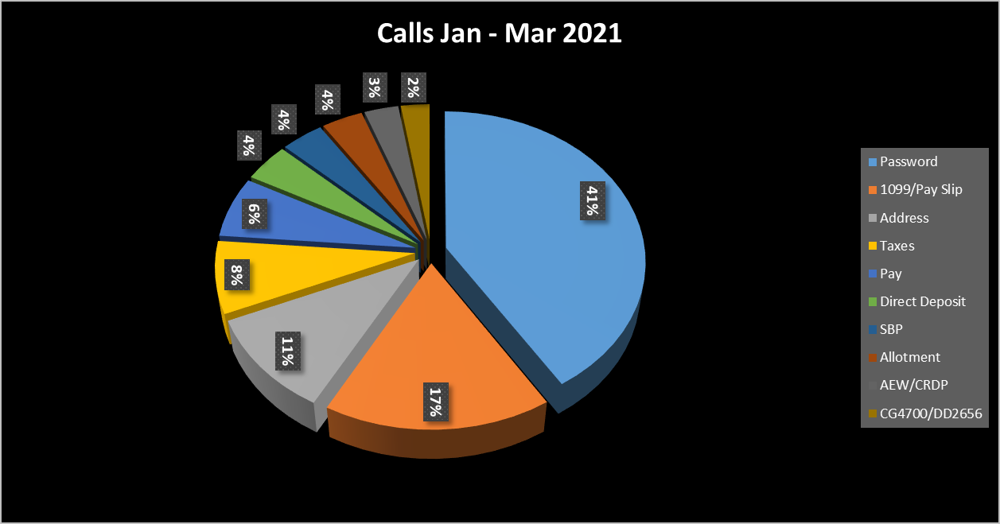 Calls Jan - Mar 2021
41%
17%
11%
8%
6%
4%
4%
4%
3%
2%
Password
1099/Pay Slip
Address
Taxes
Pay
Direct Deposit
SBP
Allotment
AEW/CRDP
CG4700/DD2656